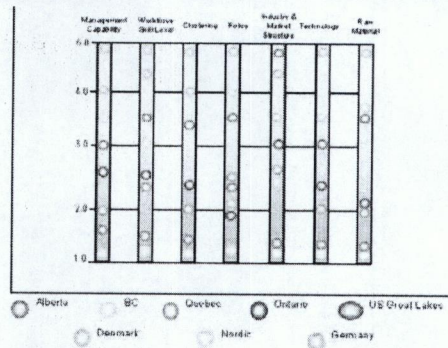 Management Capability
Workforce Skill Level
Clustering
Policy
Industry & Market Structure
Technology
Raw Material
5.0
4.0
3.0
2.0
1.0
Alberta
BC
Quebec
Ontario
US Great Lakes
Denmark
Nordic
Germany